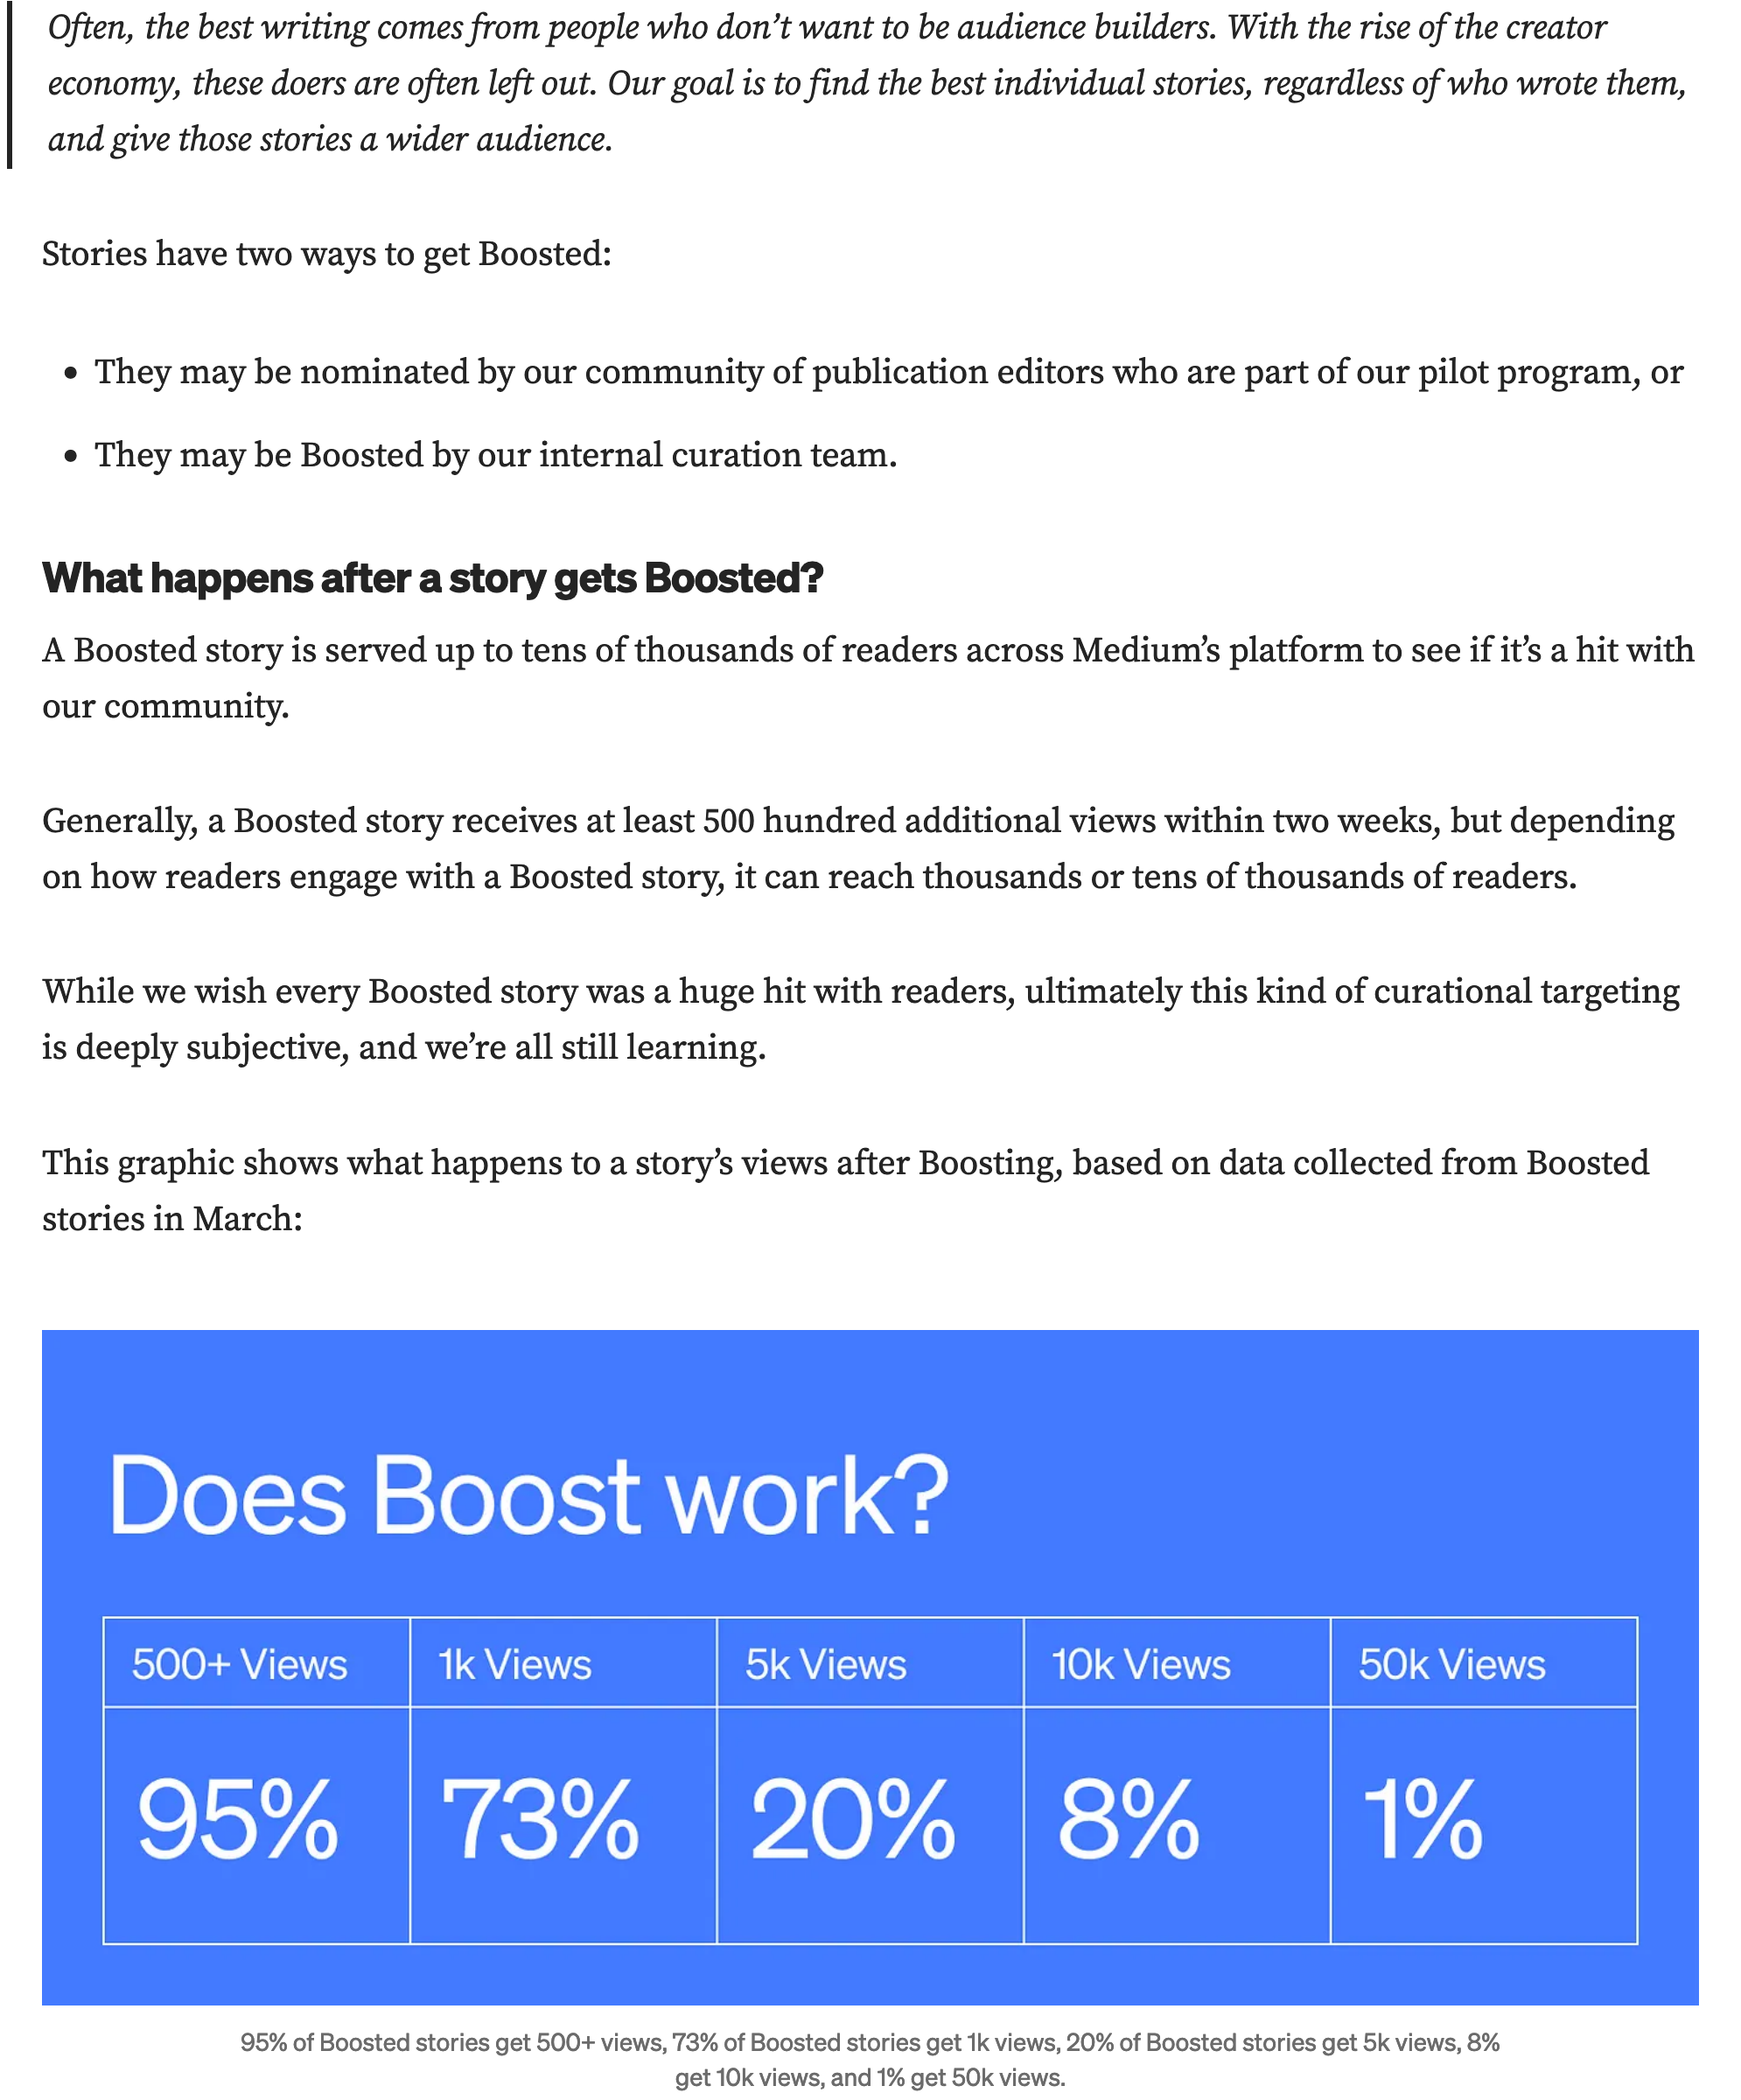 Often, the best writing comes from people who don’t want to be audience builders. With the rise of the creator
economy, these doers are often left out. Our goal is to find the best individual stories, regardless of who wrote them,
and give those stories a wider audience.
Stories have two ways to get Boosted:
• They may be nominated by our community of publication editors who are part of our pilot program, or
• They may be Boosted by our internal curation team.
What happens after a story gets Boosted?
A Boosted story is served up to tens of thousands of readers across Medium’s platform to see if it’s a hit with
our community.
Generally, a Boosted story receives at least 500 hundred additional views within two weeks, but depending
on how readers engage with a Boosted story, it can reach thousands or tens of thousands of readers.
While we wish every Boosted story was a huge hit with readers, ultimately this kind of curational targeting
is deeply subjective, and we’re all still learning.
This graphic shows what happens to a story’s views after Boosting, based on data collected from Boosted
stories in March:
Does Boost work?
500+ Views 1k Views 5k Views 10k Views 50k Views
95% 73% 20% 8% 1%
95% of Boosted stories get 500+ views, 73% of Boosted stories get 1k views, 20% of Boosted stories get 5k views, 8%
get 10k views, and 1% get 50k views.